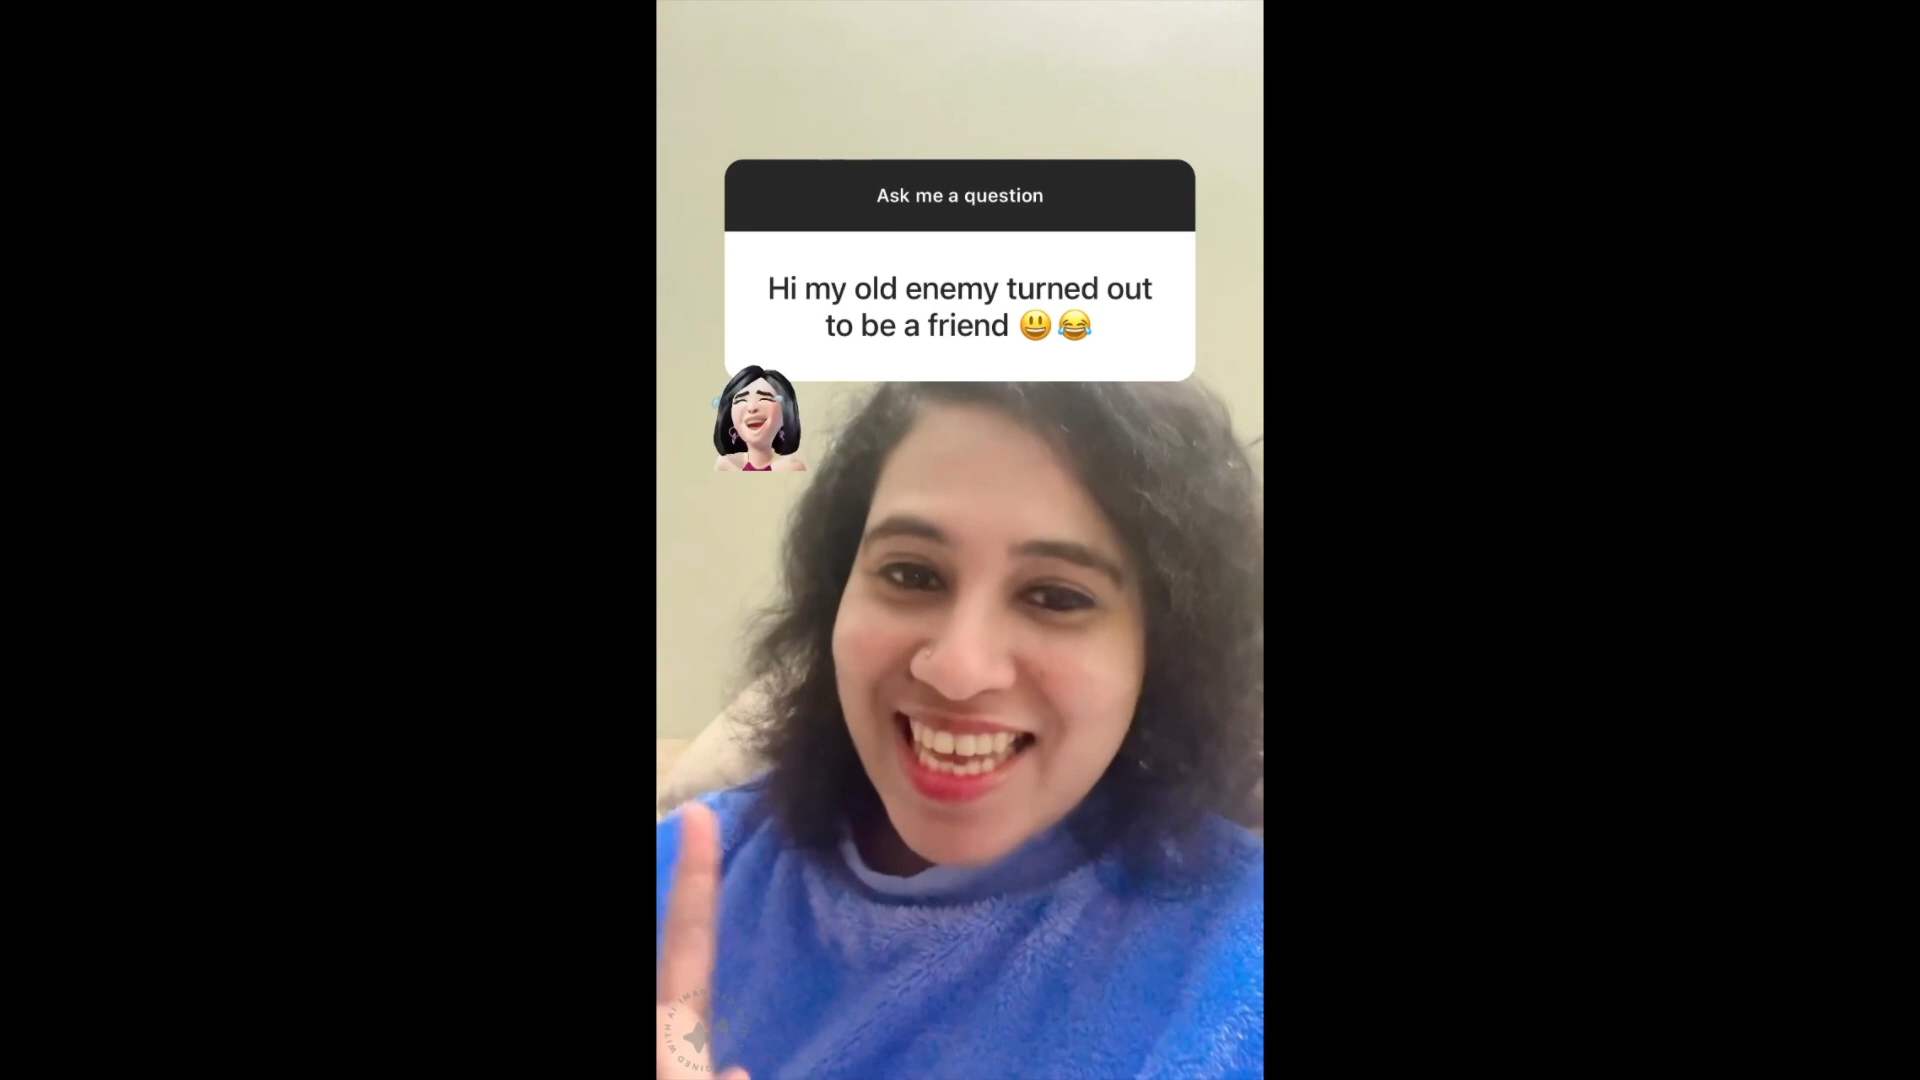 Ask me a question
Hi my old enemy turned out
to be a friend 😃😂